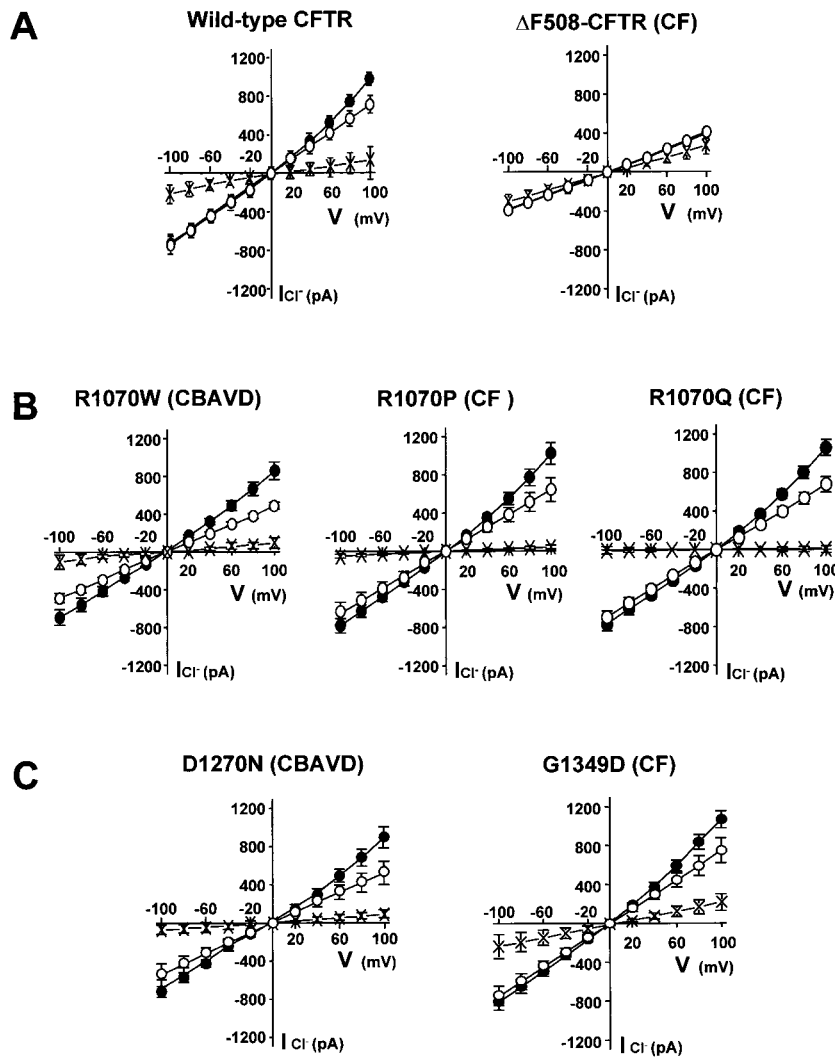 A
Wild-type CFTR
ΔF508-CFTR (CF)
1200
800
400
-100 -60 -20
20 60 100
V (mV)
-400
-800
-1200
ICl- (pA)
1200
800
400
-100 -60 -20
20 60 100
V (mV)
-400
-800
-1200
ICl- (pA)
B
R1070W (CBAVD)
R1070P (CF )
R1070Q (CF)
1200
800
400
-100 -60 -20
20 60 100
V (mV)
-400
-800
-1200
ICl- (pA)
1200
800
400
-100 -60 -20
20 60 100
V (mV)
-400
-800
-1200
ICl- (pA)
1200
800
400
-100 -60 -20
20 60 100
V (mV)
-400
-800
-1200
ICl- (pA)
C
D1270N (CBAVD)
G1349D (CF)
1200
800
400
-100 -60 -20
20 60 100
V (mV)
-400
-800
-1200
I Cl- (pA)
1200
800
400
-100 -60 -20
20 60 100
V (mV)
-400
-800
-1200
I Cl- (pA)